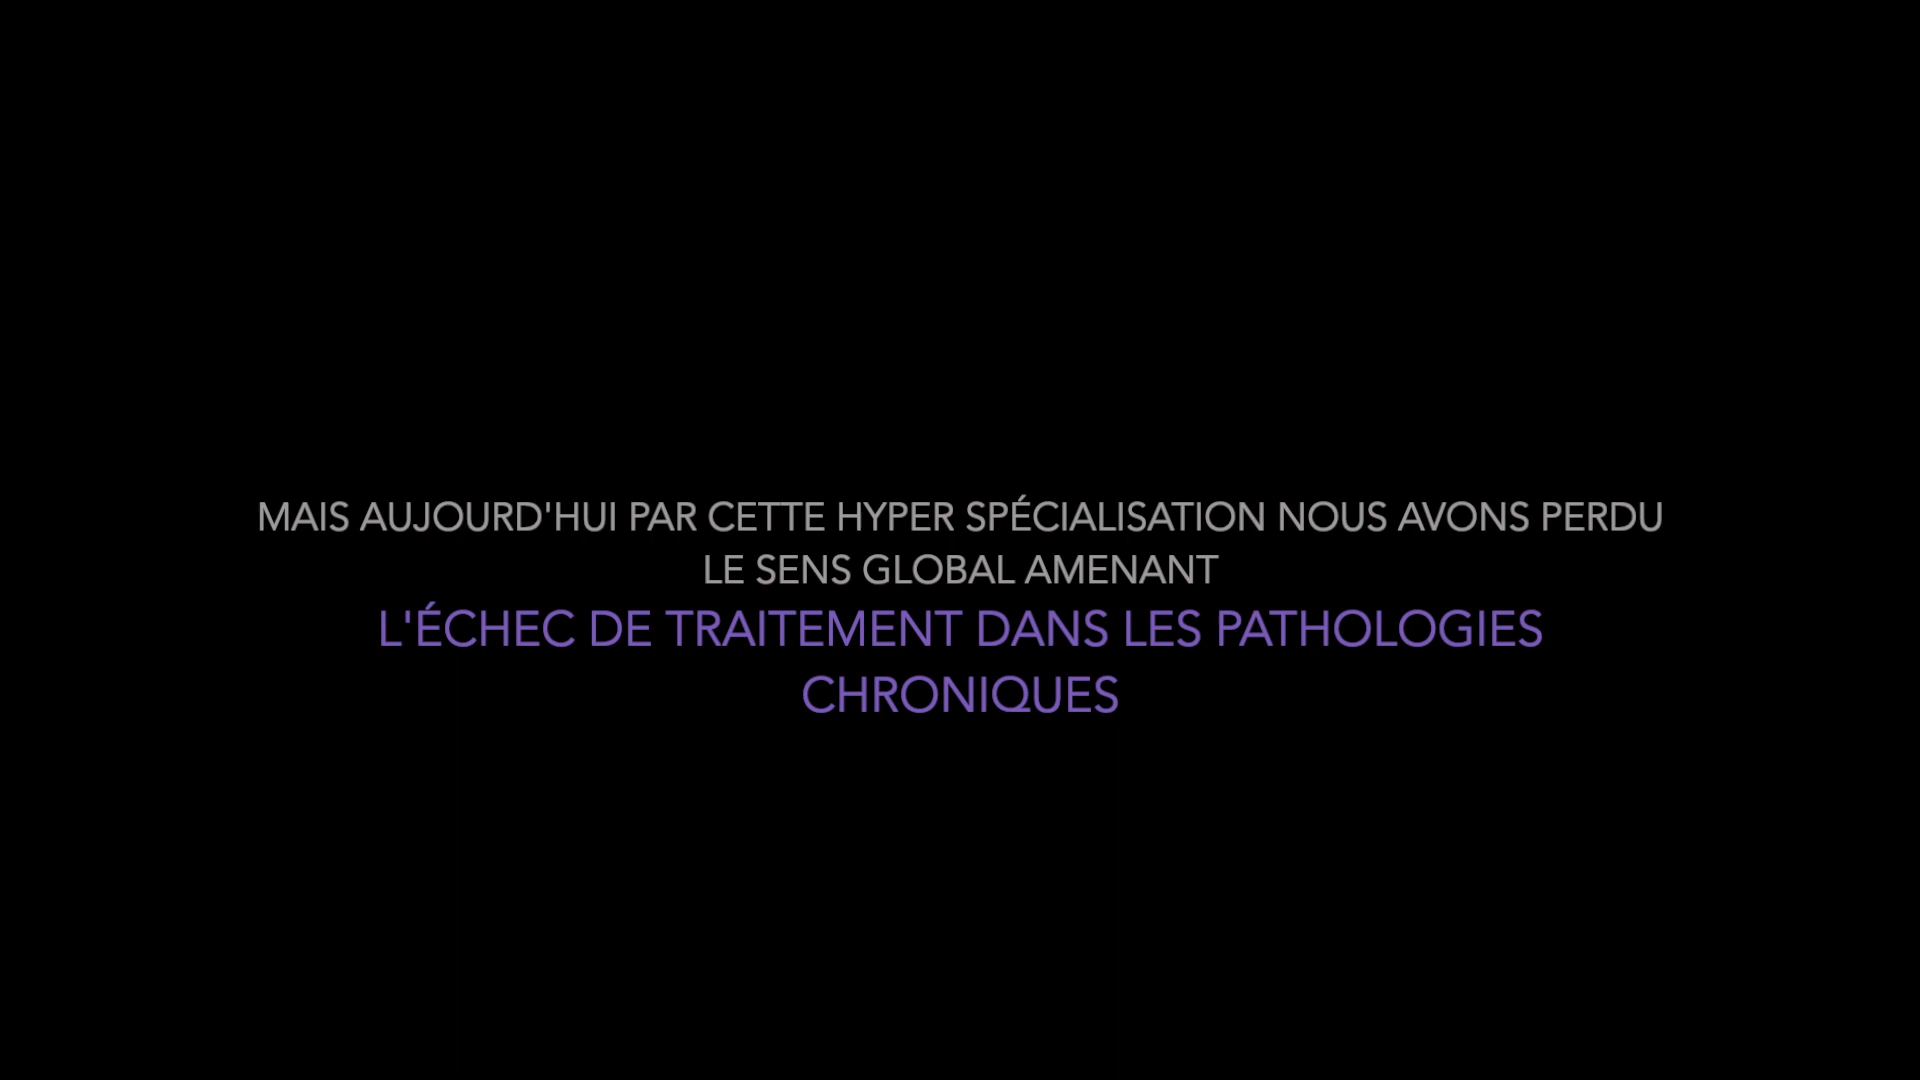 MAIS AUJOURD'HUI PAR CETTE HYPER SPÉCIALISATION NOUS AVONS PERDU
LE SENS GLOBAL AMENANT
L'ÉCHEC DE TRAITEMENT DANS LES PATHOLOGIES
CHRONIQUES